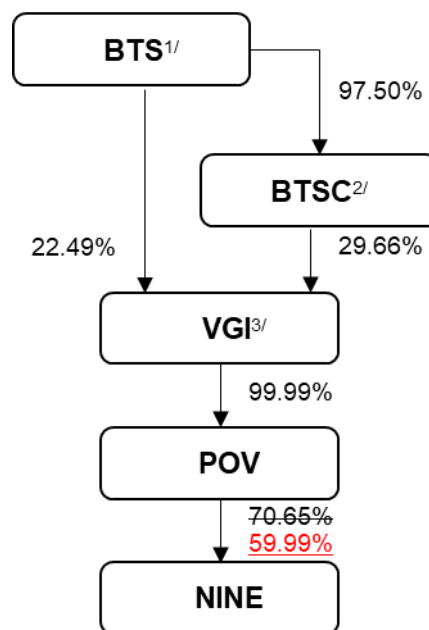 BTS1/
97.50%
BTSC2/
22.49%
29.66%
VGI3/
99.99%
POV
70.65%
59.99%
NINE